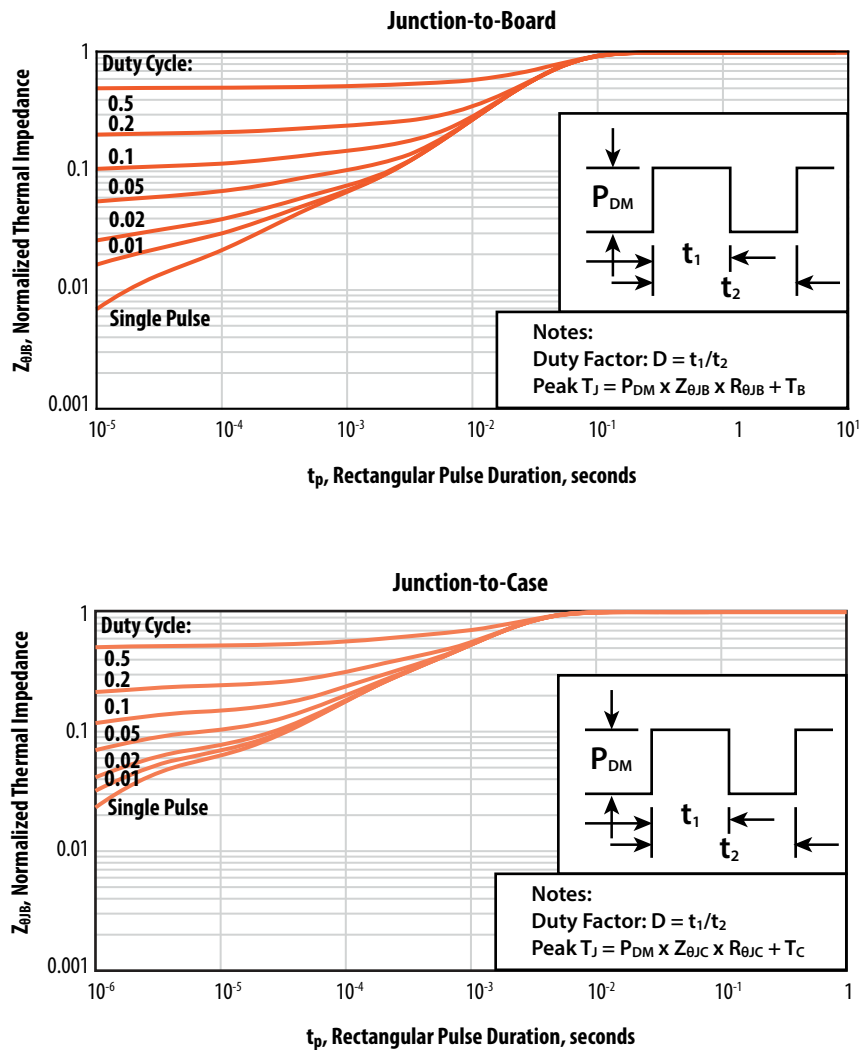 Junction-to-Board
Z_θJB, Normalized Thermal Impedance
1
0.1
0.01
0.001
Duty Cycle:
0.5
0.2
0.1
0.05
0.02
0.01
Single Pulse
P_DM
t₁
t₂
Notes:
Duty Factor: D = t₁/t₂
Peak T_J = P_DM x Z_θJB x R_θJB + T_B
10⁻⁵ 10⁻⁴ 10⁻³ 10⁻² 10⁻¹ 1 10¹
t_p, Rectangular Pulse Duration, seconds
Junction-to-Case
Z_θJB, Normalized Thermal Impedance
1
0.1
0.01
0.001
Duty Cycle:
0.5
0.2
0.1
0.05
0.02
0.01
Single Pulse
P_DM
t₁
t₂
Notes:
Duty Factor: D = t₁/t₂
Peak T_J = P_DM x Z_θJC x R_θJC + T_C
10⁻⁶ 10⁻⁵ 10⁻⁴ 10⁻³ 10⁻² 10⁻¹ 1
t_p, Rectangular Pulse Duration, seconds